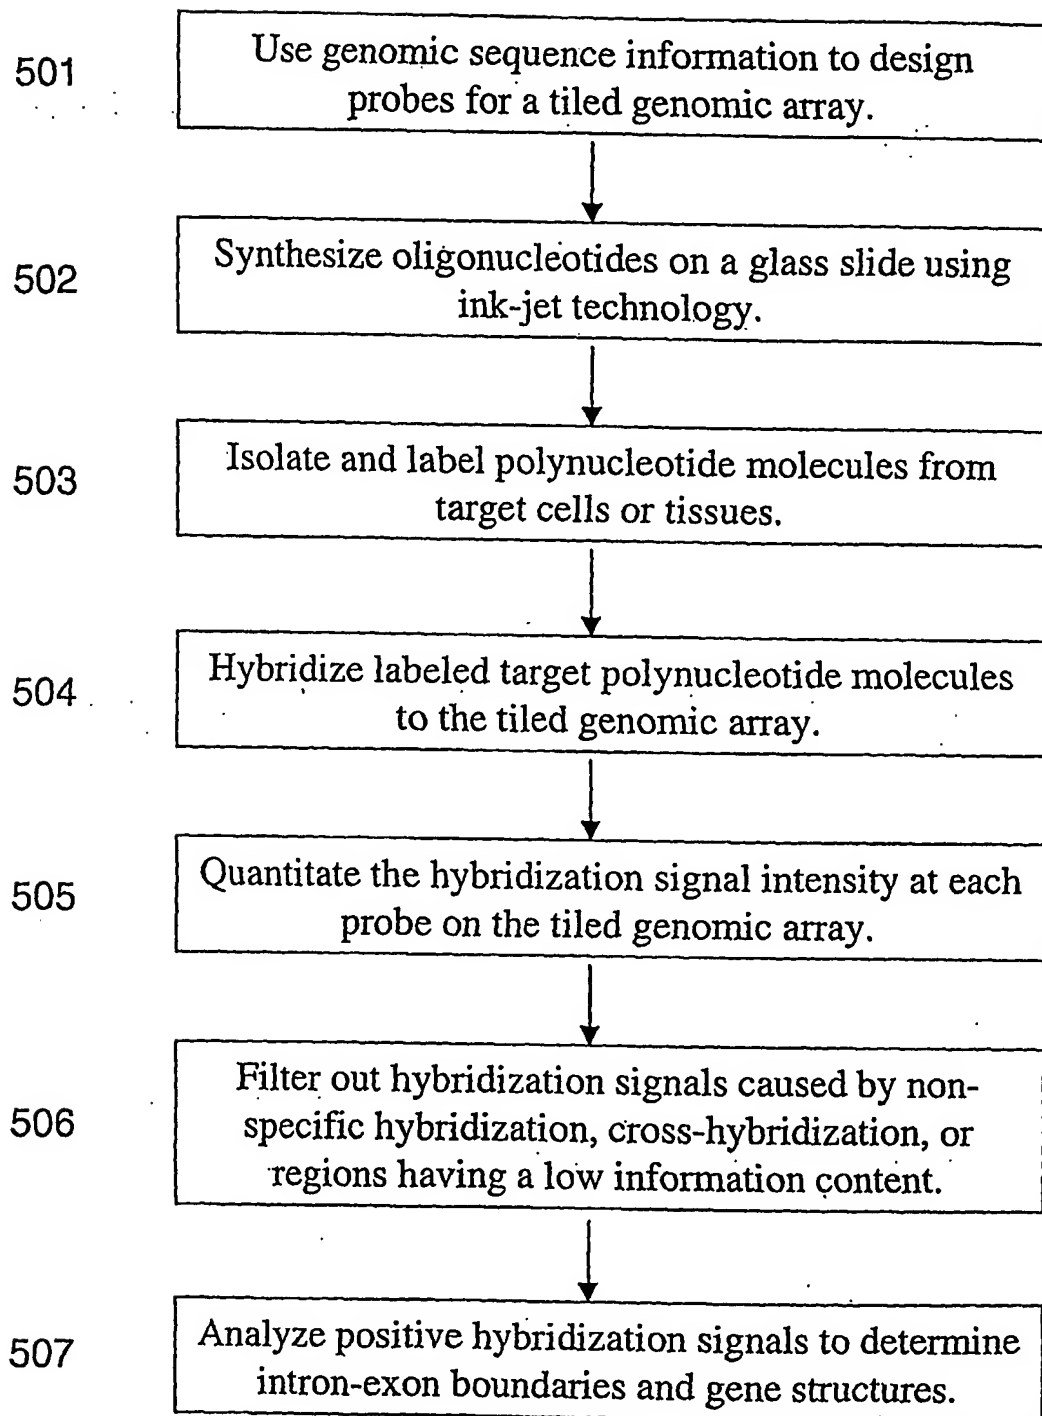 501
Use genomic sequence information to design
probes for a tiled genomic array.
502
Synthesize oligonucleotides on a glass slide using
ink-jet technology.
503
Isolate and label polynucleotide molecules from
target cells or tissues.
504
Hybridize labeled target polynucleotide molecules
to the tiled genomic array.
505
Quantitate the hybridization signal intensity at each
probe on the tiled genomic array.
506
Filter out hybridization signals caused by non-
specific hybridization, cross-hybridization, or
regions having a low information content.
507
Analyze positive hybridization signals to determine
intron-exon boundaries and gene structures.